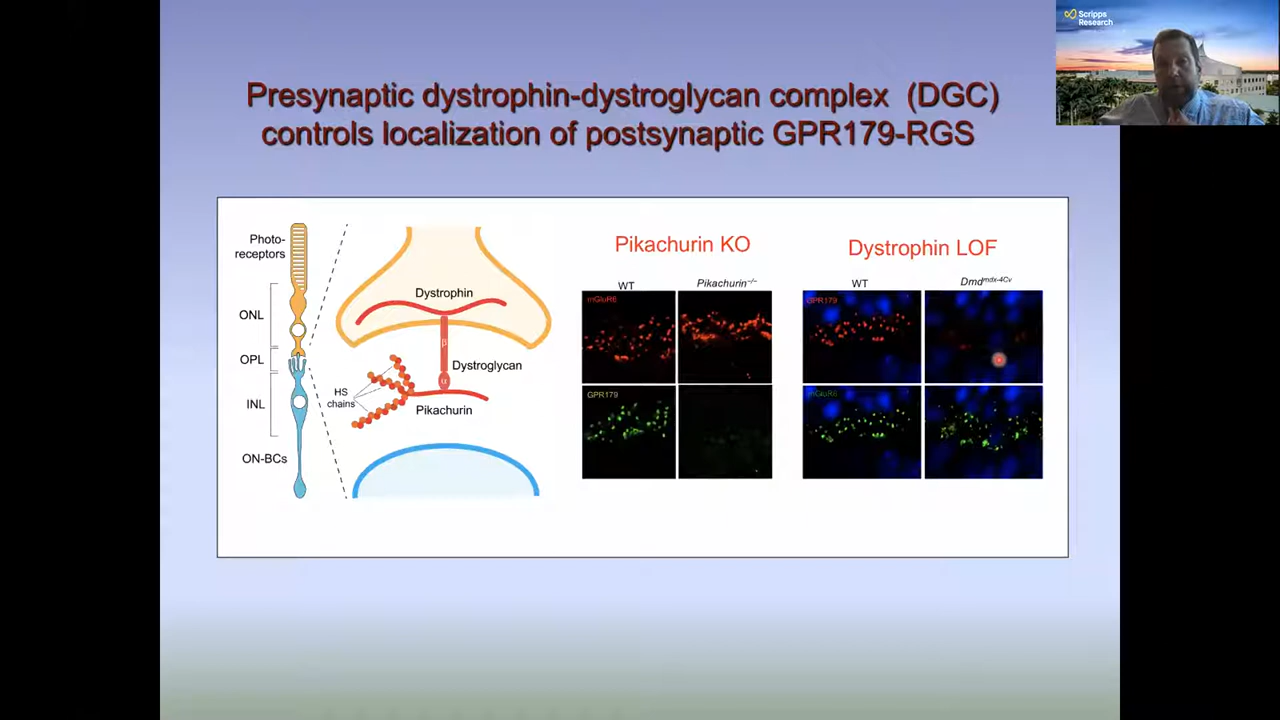 Scripps
Research
Presynaptic dystrophin-dystroglycan complex (DGC)
controls localization of postsynaptic GPR179-RGS
Photo-
receptors
ONL
OPL
INL
ON-BCs
Dystrophin
β
Dystroglycan
α
HS
chains
Pikachurin
Pikachurin KO
WT
Pikachurin⁻/⁻
mGluR6
GPR179
Dystrophin LOF
WT
Dmdᵐᵈˣ⁻⁴ᶜᵛ
GPR179
mGluR6